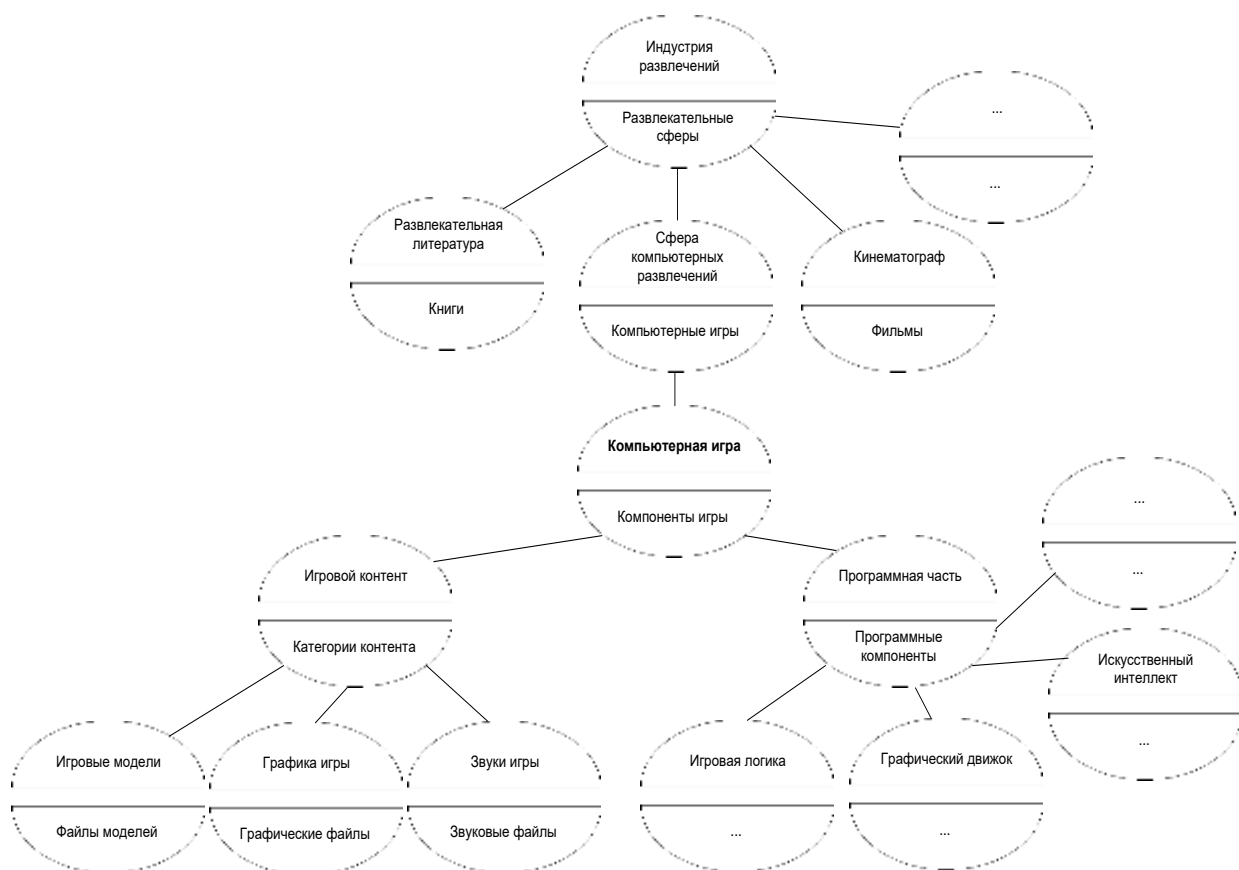 Индустрия
развлечений
Развлекательные
сферы
...
...
Развлекательная
литература
Книги
Сфера
компьютерных
развлечений
Компьютерные игры
Кинематограф
Фильмы
Компьютерная игра
Компоненты игры
...
...
Игровой контент
Категории контента
Программная часть
Программные
компоненты
Искусственный
интеллект
...
Игровые модели
Файлы моделей
Графика игры
Графические файлы
Звуки игры
Звуковые файлы
Игровая логика
...
Графический движок
...